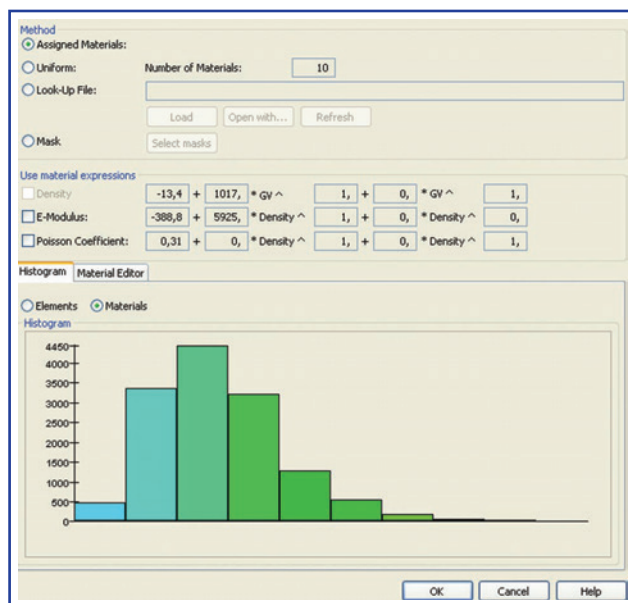 Method
Assigned Materials:
Uniform: Number of Materials: 10
Look-Up File:
Load Open with... Refresh
Mask Select masks
Use material expressions
Density -13,4 + 1017, * GV ^ 1, + 0, * GV ^ 1,
E-Modulus: -388,8 + 5925, * Density ^ 1, + 0, * Density ^ 0,
Poisson Coefficient: 0,31 + 0, * Density ^ 1, + 0, * Density ^ 1,
Histogram Material Editor
Elements Materials
Histogram
4450
4000
3500
3000
2500
2000
1500
1000
500
0
OK Cancel Help